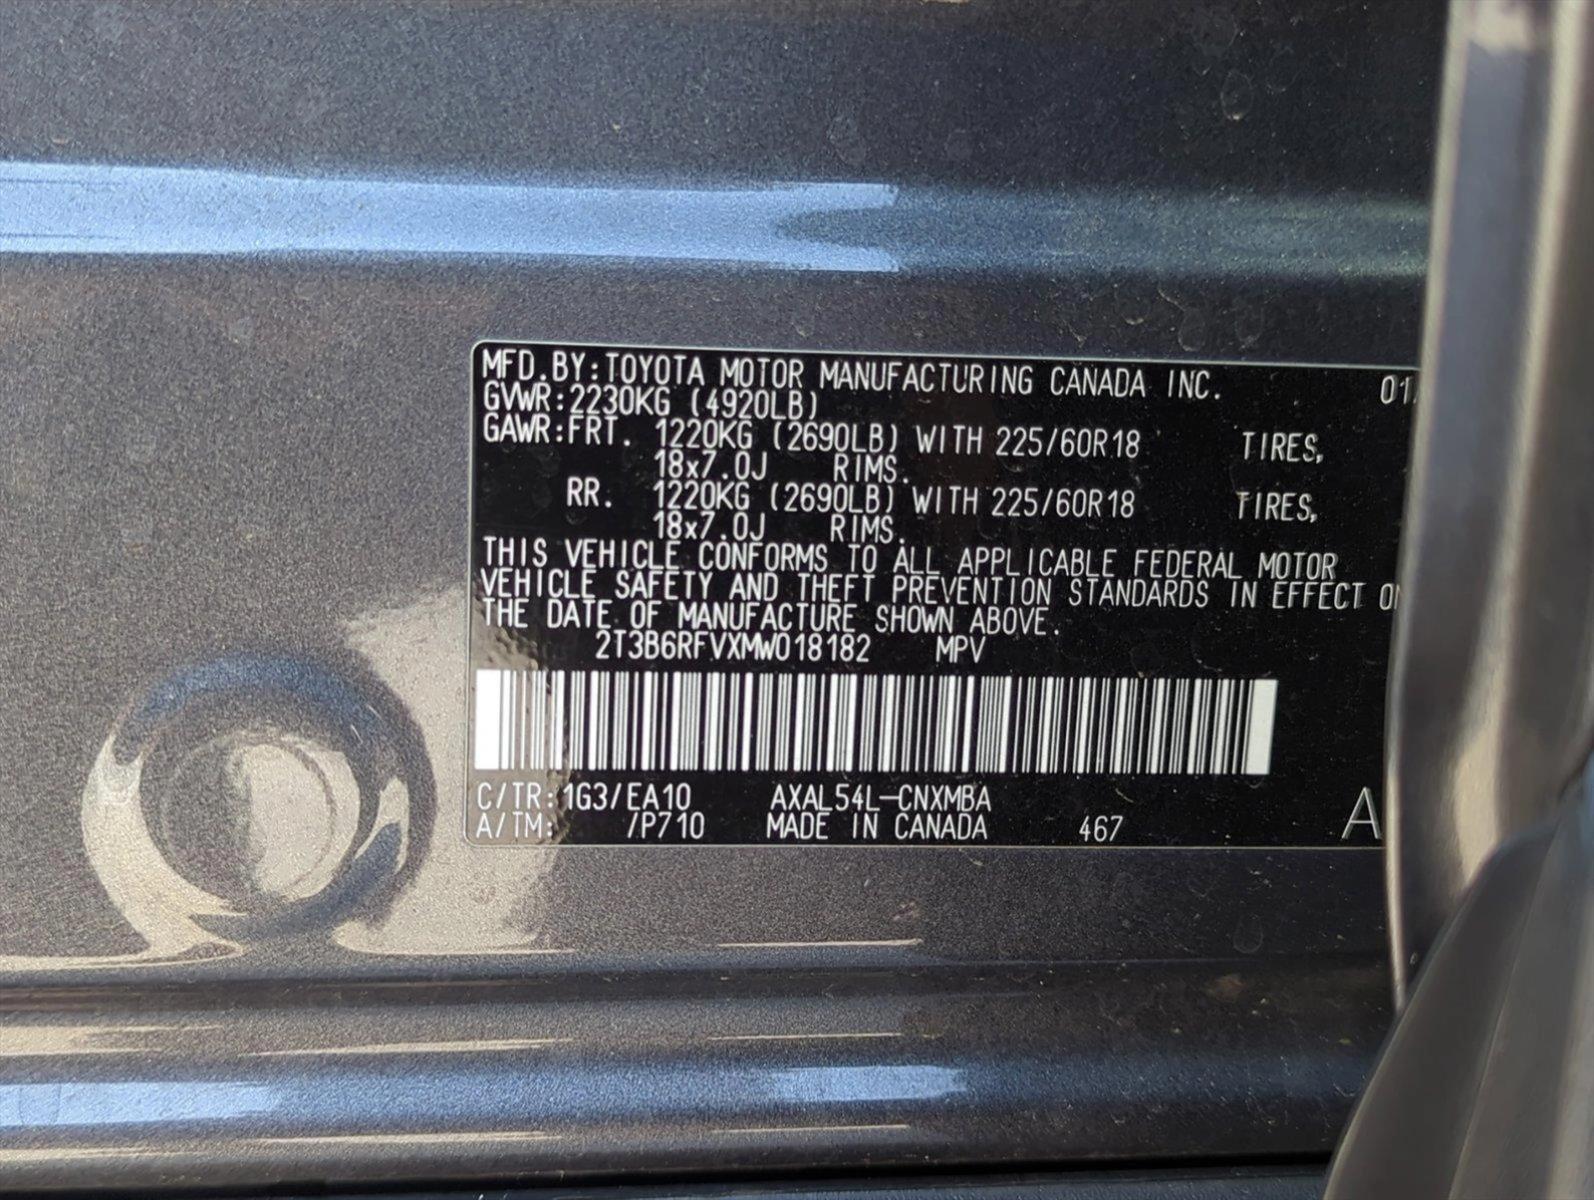 MFD.BY:TOYOTA MOTOR MANUFACTURING CANADA INC. 01/
GVWR:2230KG (4920LB)
GAWR:FRT. 1220KG (2690LB) WITH 225/60R18 TIRES,
18x7.0J RIMS.
RR. 1220KG (2690LB) WITH 225/60R18 TIRES,
18x7.0J RIMS.
THIS VEHICLE CONFORMS TO ALL APPLICABLE FEDERAL MOTOR
VEHICLE SAFETY AND THEFT PREVENTION STANDARDS IN EFFECT ON
THE DATE OF MANUFACTURE SHOWN ABOVE.
2T3B6RFVXMW018182 MPV
C/TR:1G3/EA10 AXAL54L-CNXMBA
A/TM: /P710 MADE IN CANADA 467 A